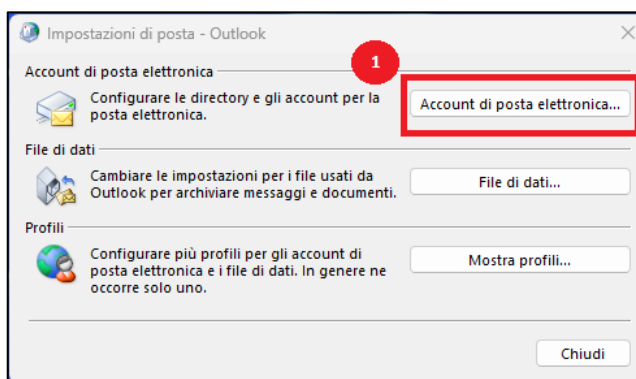 Impostazioni di posta - Outlook
1
Account di posta elettronica
Configurare le directory e gli account per la
posta elettronica.
Account di posta elettronica...
File di dati
Cambiare le impostazioni per i file usati da
Outlook per archiviare messaggi e documenti.
File di dati...
Profili
Configurare più profili per gli account di
posta elettronica e i file di dati. In genere ne
occorre solo uno.
Mostra profili...
Chiudi